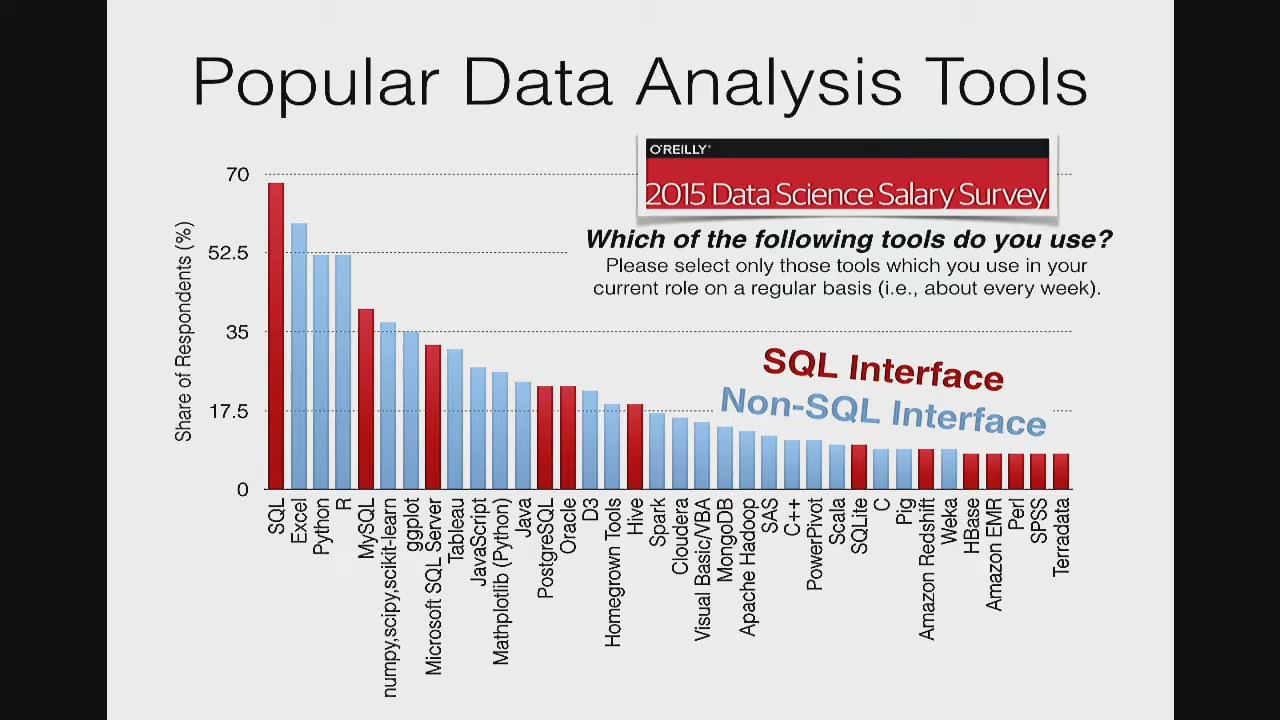 Popular Data Analysis Tools
O'REILLY®
2015 Data Science Salary Survey
Which of the following tools do you use?
Please select only those tools which you use in your
current role on a regular basis (i.e., about every week).
SQL Interface
Non-SQL Interface
Share of Respondents (%)
70
52.5
35
17.5
0
SQL
Excel
Python
R
MySQL
numpy,scipy,scikit-learn
ggplot
Microsoft SQL Server
Tableau
JavaScript
Mathplotlib (Python)
Java
PostgreSQL
Oracle
D3
Homegrown Tools
Hive
Spark
Cloudera
Visual Basic/VBA
MongoDB
Apache Hadoop
SAS
C++
PowerPivot
Scala
SQLite
C
Pig
Amazon Redshift
Weka
HBase
Amazon EMR
Perl
SPSS
Terradata